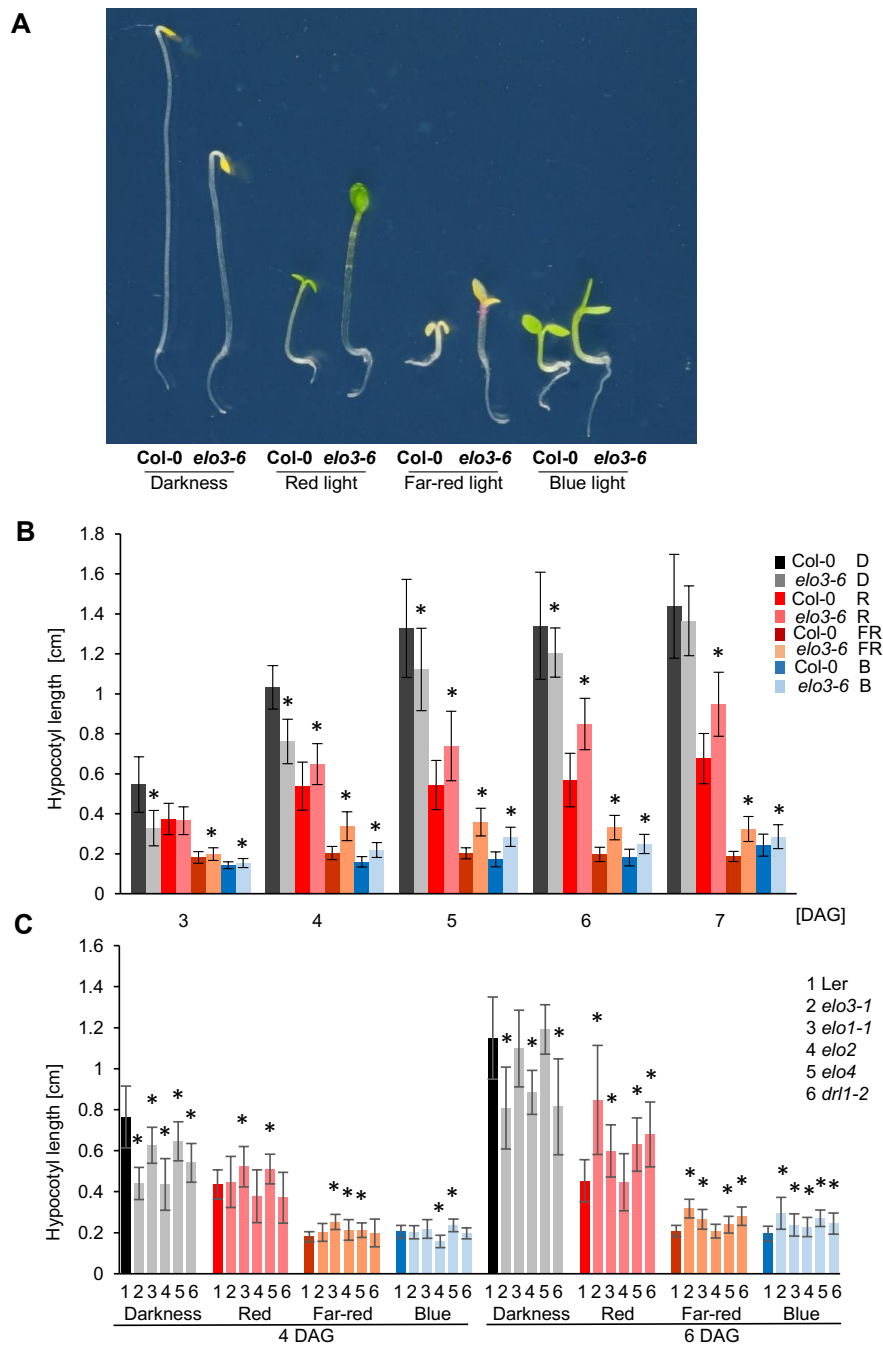 A
Col-0 elo3-6 Col-0 elo3-6 Col-0 elo3-6 Col-0 elo3-6
Darkness Red light Far-red light Blue light
B
Hypocotyl length [cm]
1.8
1.6
1.4
1.2
1
0.8
0.6
0.4
0.2
0
* * * *
* * * *
* * * *
* * * *
* * *
Col-0 D
elo3-6 D
Col-0 R
elo3-6 R
Col-0 FR
elo3-6 FR
Col-0 B
elo3-6 B
3 4 5 6 7 [DAG]
C
Hypocotyl length [cm]
1.6
1.4
1.2
1
0.8
0.6
0.4
0.2
0
* * * * *
* *
* * *
* *
* * *
* * * *
* * * *
* * * * *
1 Ler
2 elo3-1
3 elo1-1
4 elo2
5 elo4
6 drl1-2
1 2 3 4 5 6 1 2 3 4 5 6 1 2 3 4 5 6 1 2 3 4 5 6 1 2 3 4 5 6 1 2 3 4 5 6 1 2 3 4 5 6 1 2 3 4 5 6
Darkness Red Far-red Blue Darkness Red Far-red Blue
4 DAG 6 DAG